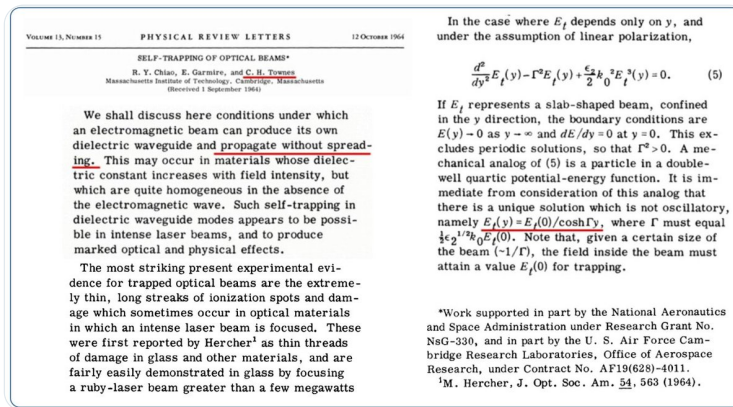 VOLUME 13, NUMBER 15 PHYSICAL REVIEW LETTERS 12 OCTOBER 1964
SELF-TRAPPING OF OPTICAL BEAMS*
R. Y. Chiao, E. Garmire, and C. H. Townes
Massachusetts Institute of Technology, Cambridge, Massachusetts
(Received 1 September 1964)
We shall discuss here conditions under which
an electromagnetic beam can produce its own
dielectric waveguide and propagate without spread-
ing. This may occur in materials whose dielec-
tric constant increases with field intensity, but
which are quite homogeneous in the absence of
the electromagnetic wave. Such self-trapping in
dielectric waveguide modes appears to be possi-
ble in intense laser beams, and to produce
marked optical and physical effects.
The most striking present experimental evi-
dence for trapped optical beams are the extreme-
ly thin, long streaks of ionization spots and dam-
age which sometimes occur in optical materials
in which an intense laser beam is focused. These
were first reported by Hercher¹ as thin threads
of damage in glass and other materials, and are
fairly easily demonstrated in glass by focusing
a ruby-laser beam greater than a few megawatts
In the case where E_t depends only on y, and
under the assumption of linear polarization,
d²/dy² E_t(y) − Γ²E_t(y) + ε₂/2 k₀²E_t³(y) = 0. (5)
If E_t represents a slab-shaped beam, confined
in the y direction, the boundary conditions are
E(y) → 0 as y → ∞ and dE/dy = 0 at y = 0. This ex-
cludes periodic solutions, so that Γ² > 0. A me-
chanical analog of (5) is a particle in a double-
well quartic potential-energy function. It is im-
mediate from consideration of this analog that
there is a unique solution which is not oscillatory,
namely E_t(y) = E_t(0)/coshΓy, where Γ must equal
½ε₂^1/2 k₀E_t(0). Note that, given a certain size of
the beam (~1/Γ), the field inside the beam must
attain a value E_t(0) for trapping.
*Work supported in part by the National Aeronautics
and Space Administration under Research Grant No.
NsG-330, and in part by the U. S. Air Force Cam-
bridge Research Laboratories, Office of Aerospace
Research, under Contract No. AF19(628)-4011.
¹M. Hercher, J. Opt. Soc. Am. 54, 563 (1964).